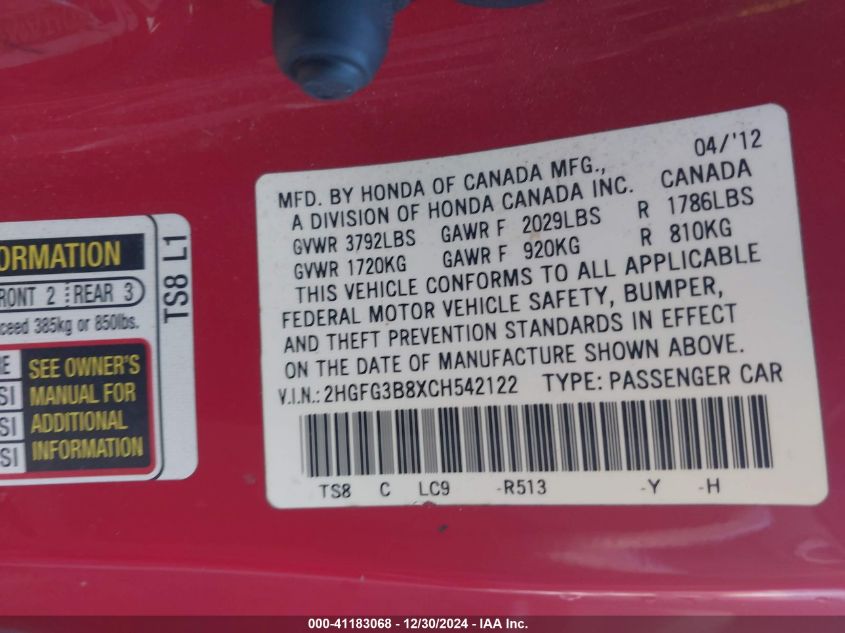 04/'12
MFD. BY HONDA OF CANADA MFG.,
A DIVISION OF HONDA CANADA INC. CANADA
GVWR 3792LBS GAWR F 2029LBS R 1786LBS
GVWR 1720KG GAWR F 920KG R 810KG
THIS VEHICLE CONFORMS TO ALL APPLICABLE
FEDERAL MOTOR VEHICLE SAFETY, BUMPER,
AND THEFT PREVENTION STANDARDS IN EFFECT
ON THE DATE OF MANUFACTURE SHOWN ABOVE.
V.I.N.: 2HGFG3B8XCH542122 TYPE: PASSENGER CAR
TS8 C LC9 -R513 -Y -H
ORMATION
RONT 2 REAR 3
ceed 385kg or 850lbs.
RE SEE OWNER'S
SI MANUAL FOR
SI ADDITIONAL
SI INFORMATION
TS8 L1
000-41183068 - 12/30/2024 - IAA Inc.